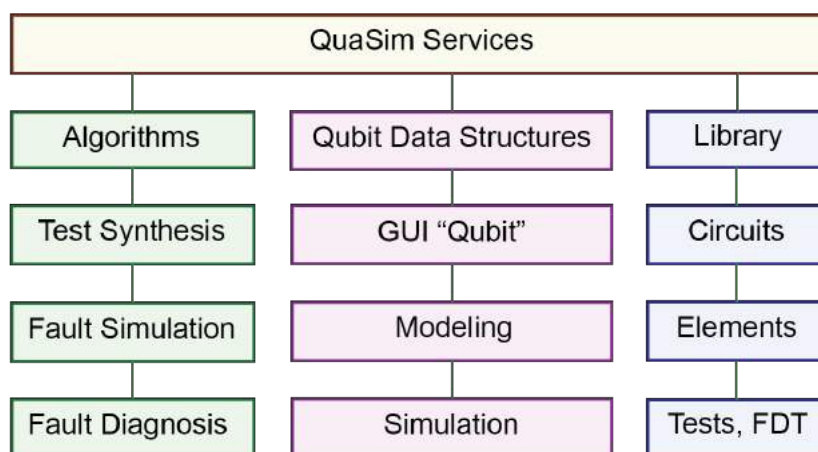 QuaSim Services
Algorithms
Qubit Data Structures
Library
Test Synthesis
GUI “Qubit”
Circuits
Fault Simulation
Modeling
Elements
Fault Diagnosis
Simulation
Tests, FDT